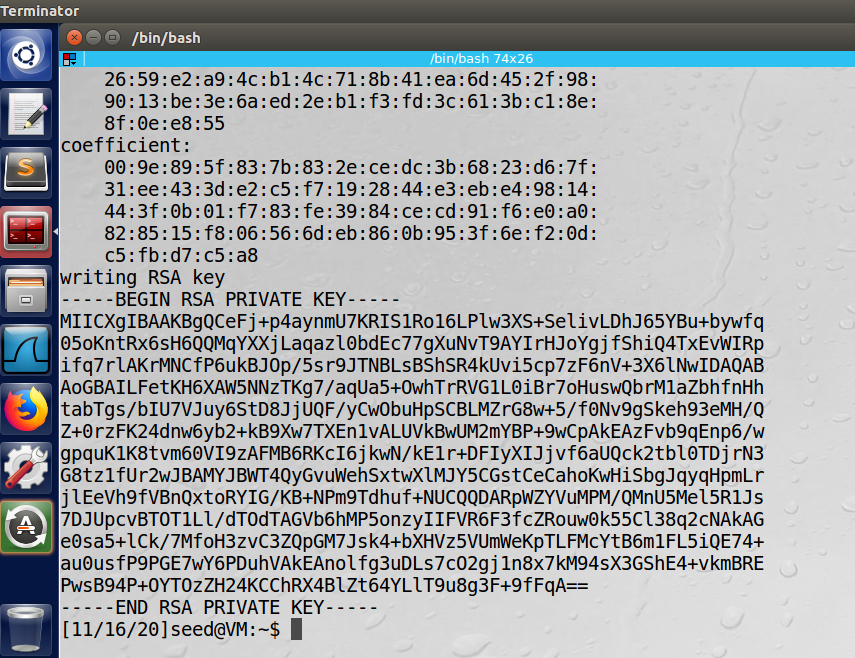 Terminator
/bin/bash
/bin/bash 74x26
26:59:e2:a9:4c:b1:4c:71:8b:41:ea:6d:45:2f:98:
90:13:be:3e:6a:ed:2e:b1:f3:fd:3c:61:3b:c1:8e:
8f:0e:e8:55
coefficient:
00:9e:89:5f:83:7b:83:2e:ce:dc:3b:68:23:d6:7f:
31:ee:43:3d:e2:c5:f7:19:28:44:e3:eb:e4:98:14:
44:3f:0b:01:f7:83:fe:39:84:ce:cd:91:f6:e0:a0:
82:85:15:f8:06:56:6d:eb:86:0b:95:3f:6e:f2:0d:
c5:fb:d7:c5:a8
writing RSA key
-----BEGIN RSA PRIVATE KEY-----
MIICXgIBAAKBgQCeFj+p4aynmU7KRIS1Ro16LPlw3XS+SelivLDhJ65YBu+bywfq
05oKntRx6sH6QQMqYXXjLaqazl0bdEc77gXuNvT9AYIrHJoYgjfShiQ4TxEvWIRp
ifq7rlAKrMNCfP6ukBJOp/5sr9JTNBLsBShSR4kUvi5cp7zF6nV+3X6lNwIDAQAB
AoGBAILFetKH6XAW5NNzTKg7/aqUa5+OwhTrRVG1L0iBr7oHuswQbrM1aZbhfnHh
tabTgs/bIU7VJuy6StD8JjUQF/yCwObuHpSCBLMZrG8w+5/f0Nv9gSkeh93eMH/Q
Z+0rzFK24dnw6yb2+kB9Xw7TXEn1vALUVkBwUM2mYBP+9wCpAkEAzFvb9qEnp6/w
gpquK1K8tvm60VI9zAFMB6RKcI6jkwN/kE1r+DFIyXIJjvf6aUQck2tbl0TDjrN3
G8tz1fUr2wJBAMYJBWT4QyGvuWehSxtwXlMJY5CGstCeCahoKwHiSbgJqyqHpmLr
jlEeVh9fVBnQxtoRYIG/KB+NPm9Tdhuf+NUCQQDARpWZYVuMPM/QMnU5Mel5R1Js
7DJUpcvBTOT1Ll/dTOdTAGVb6hMP5onzyIIFVR6F3fcZRouw0k55Cl38q2cNAkAG
e0sa5+lCk/7MfoH3zvC3ZQpGM7Jsk4+bXHVz5VUmWeKpTLFMcYtB6m1FL5iQE74+
au0usfP9PGE7wY6PDuhVAkEAnolfg3uDLs7cO2gj1n8x7kM94sX3GShE4+vkmBRE
PwsB94P+OYTOzZH24KCChRX4BlZt64YLlT9u8g3F+9fFqA==
-----END RSA PRIVATE KEY-----
[11/16/20]seed@VM:~$